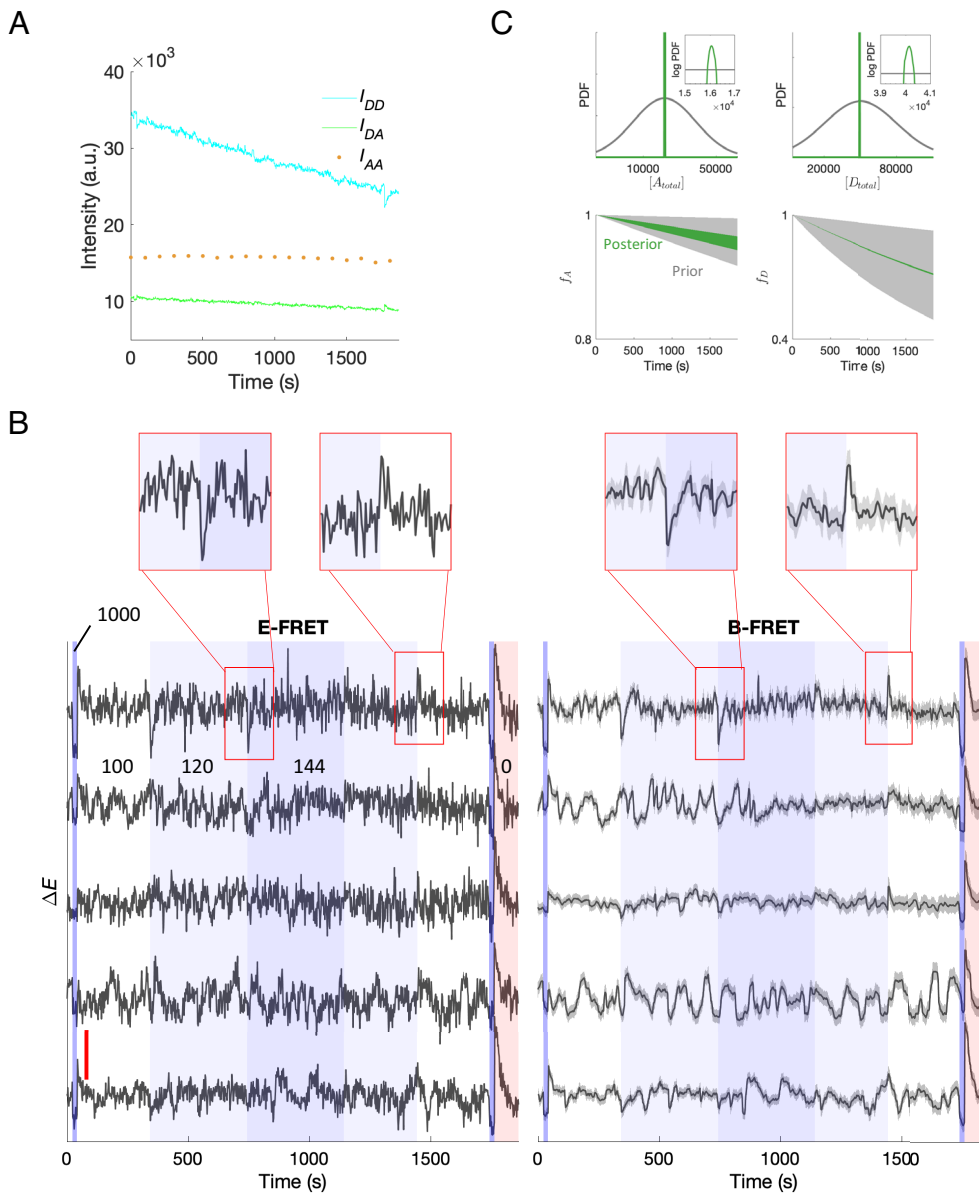 A
×10³
40
30
20
10
Intensity (a.u.)
I_DD
I_DA
I_AA
0 500 1000 1500
Time (s)
C
PDF
log PDF
1.5 1.6 1.7
×10⁴
10000 50000
[A_total]
PDF
log PDF
3.9 4 4.1
×10⁴
20000 80000
[D_total]
1
0.8
f_A
Posterior
Prior
0 500 1000 1500
Time (s)
1
0.4
f_D
0 500 1000 1500
Time (s)
B
1000
E-FRET
B-FRET
100 120 144 0
ΔE
0 500 1000 1500
Time (s)
0 500 1000 1500
Time (s)